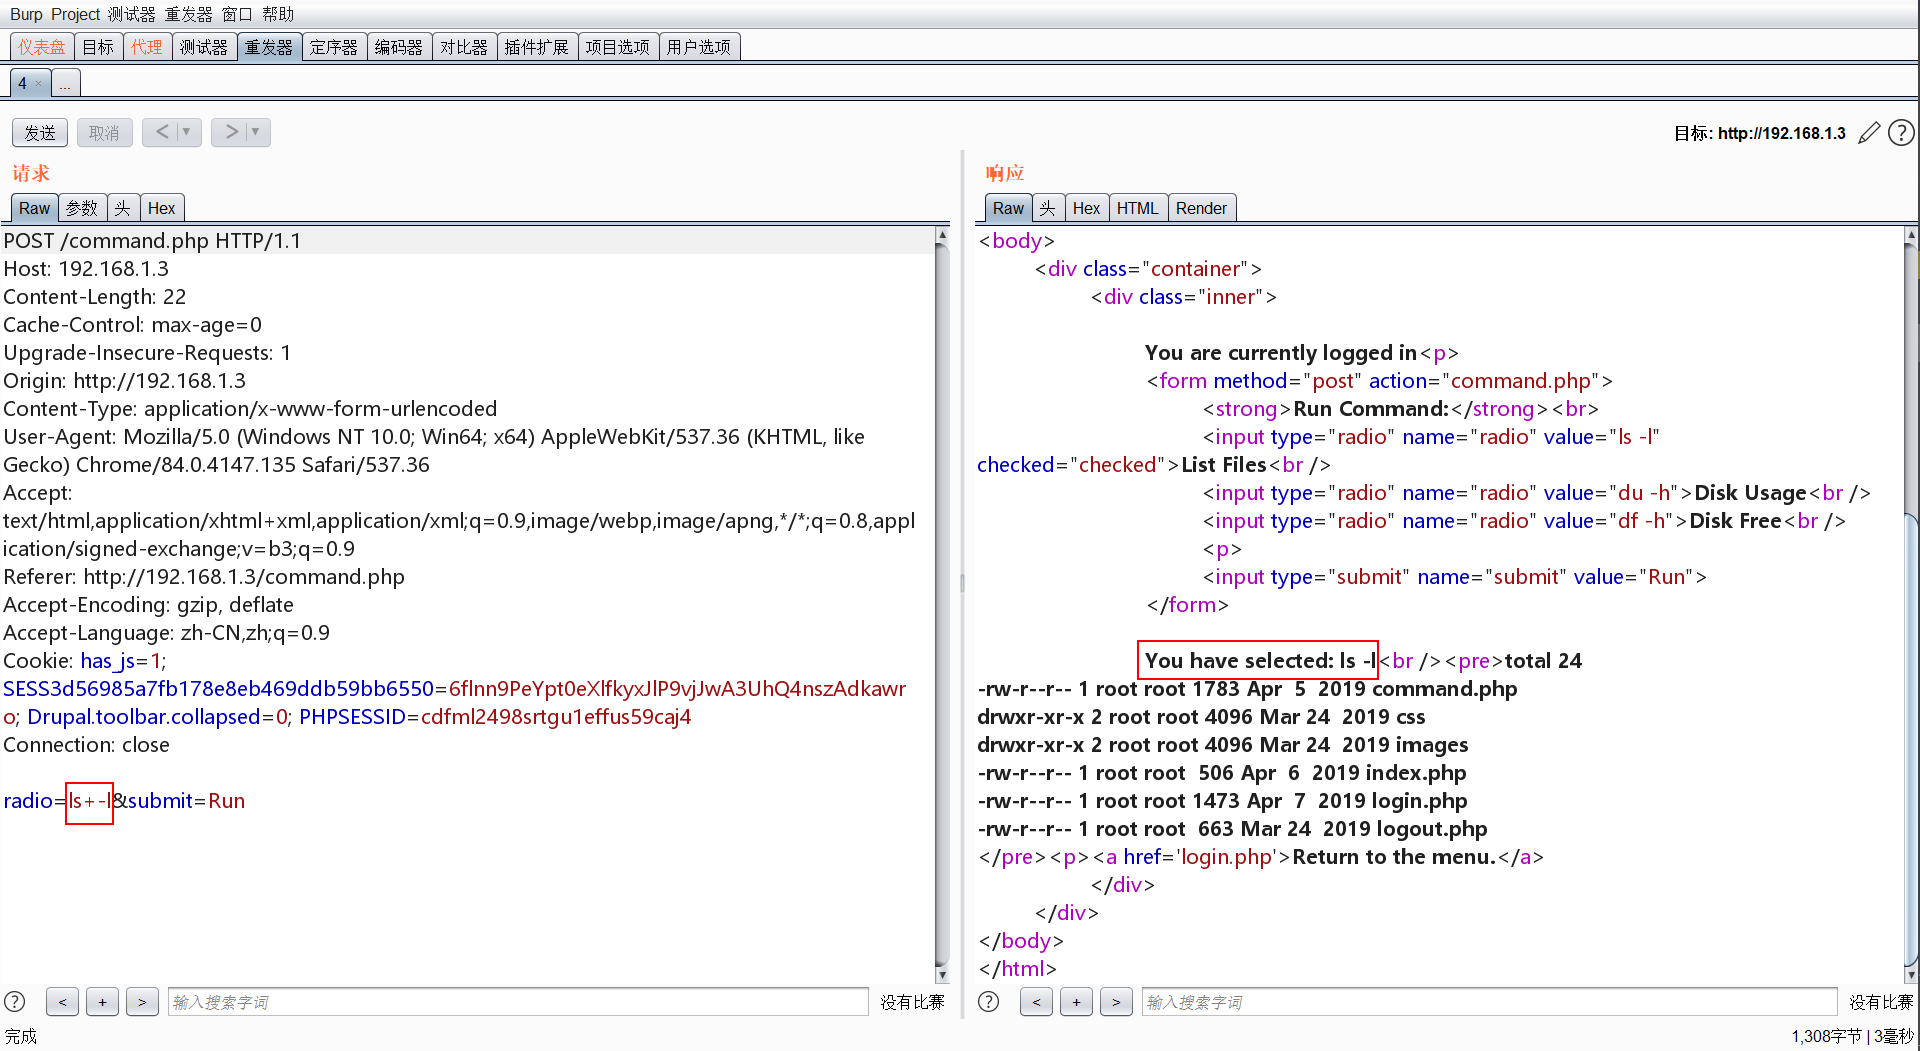 Burp Project 测试器 重发器 窗口 帮助
仪表盘 目标 代理 测试器 重发器 定序器 编码器 对比器 插件扩展 项目选项 用户选项
4 × ...
发送 取消 < ▼ > ▼ 目标: http://192.168.1.3 ?
请求
Raw 参数 头 Hex
POST /command.php HTTP/1.1
Host: 192.168.1.3
Content-Length: 22
Cache-Control: max-age=0
Upgrade-Insecure-Requests: 1
Origin: http://192.168.1.3
Content-Type: application/x-www-form-urlencoded
User-Agent: Mozilla/5.0 (Windows NT 10.0; Win64; x64) AppleWebKit/537.36 (KHTML, like
Gecko) Chrome/84.0.4147.135 Safari/537.36
Accept:
text/html,application/xhtml+xml,application/xml;q=0.9,image/webp,image/apng,*/*;q=0.8,appl
ication/signed-exchange;v=b3;q=0.9
Referer: http://192.168.1.3/command.php
Accept-Encoding: gzip, deflate
Accept-Language: zh-CN,zh;q=0.9
Cookie: has_js=1;
SESS3d56985a7fb178e8eb469ddb59bb6550=6flnn9PeYpt0eXlfkyxJlP9vjJwA3UhQ4nszAdkawr
o; Drupal.toolbar.collapsed=0; PHPSESSID=cdfml2498srtgu1effus59caj4
Connection: close
radio=ls+-l&submit=Run
? < + > 输入搜索字词 没有比赛
完成
响应
Raw 头 Hex HTML Render
<body>
<div class="container">
<div class="inner">
You are currently logged in<p>
<form method="post" action="command.php">
<strong>Run Command:</strong><br>
<input type="radio" name="radio" value="ls -l"
checked="checked">List Files<br />
<input type="radio" name="radio" value="du -h">Disk Usage<br />
<input type="radio" name="radio" value="df -h">Disk Free<br />
<p>
<input type="submit" name="submit" value="Run">
</form>
You have selected: ls -l<br /><pre>total 24
-rw-r--r-- 1 root root 1783 Apr  5  2019 command.php
drwxr-xr-x 2 root root 4096 Mar 24  2019 css
drwxr-xr-x 2 root root 4096 Mar 24  2019 images
-rw-r--r-- 1 root root  506 Apr  6  2019 index.php
-rw-r--r-- 1 root root 1473 Apr  7  2019 login.php
-rw-r--r-- 1 root root  663 Mar 24  2019 logout.php
</pre><p><a href='login.php'>Return to the menu.</a>
</div>
</div>
</body>
</html>
? < + > 输入搜索字词 没有比赛
1,308字节 | 3毫秒